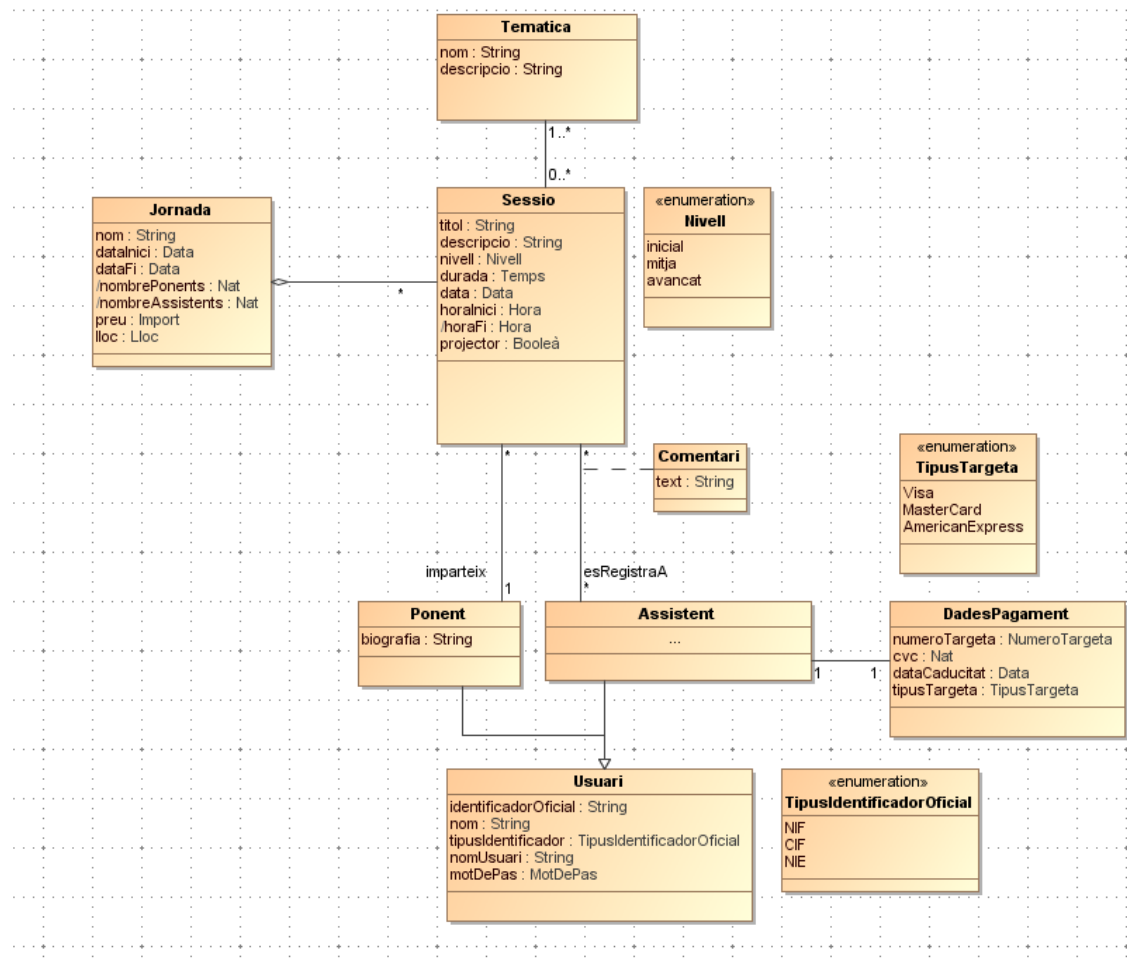 Tematica
nom : String
descripcio : String
1..*
0..*
Jornada
nom : String
dataInici : Data
dataFi : Data
/nombrePonents : Nat
/nombreAssistents : Nat
preu : Import
lloc : Lloc
*
Sessio
titol : String
descripcio : String
nivell : Nivell
durada : Temps
data : Data
horaInici : Hora
/horaFi : Hora
projector : Booleà
«enumeration»
Nivell
inicial
mitja
avancat
*
*
Comentari
text : String
«enumeration»
TipusTargeta
Visa
MasterCard
AmericanExpress
imparteix
1
esRegistraA
*
Ponent
biografia : String
Assistent
...
1
1
DadesPagament
numeroTargeta : NumeroTargeta
cvc : Nat
dataCaducitat : Data
tipusTargeta : TipusTargeta
Usuari
identificadorOficial : String
nom : String
tipusIdentificador : TipusIdentificadorOficial
nomUsuari : String
motDePas : MotDePas
«enumeration»
TipusIdentificadorOficial
NIF
CIF
NIE